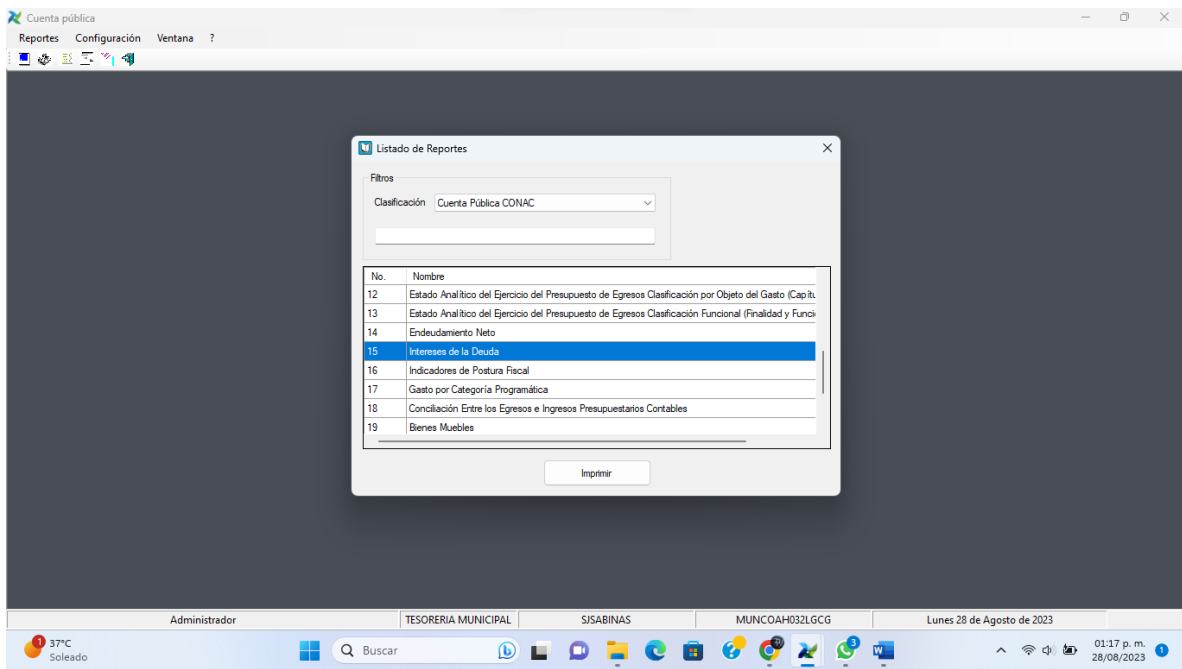 Cuenta pública
Reportes Configuración Ventana ?
Listado de Reportes
Filtros
Clasificación Cuenta Pública CONAC
No. Nombre
12 Estado Analítico del Ejercicio del Presupuesto de Egresos Clasificación por Objeto del Gasto (Capítu
13 Estado Analítico del Ejercicio del Presupuesto de Egresos Clasificación Funcional (Finalidad y Funci
14 Endeudamiento Neto
15 Intereses de la Deuda
16 Indicadores de Postura Fiscal
17 Gasto por Categoría Programática
18 Conciliación Entre los Egresos e Ingresos Presupuestarios Contables
19 Bienes Muebles
Imprimir
Administrador TESORERIA MUNICIPAL SJSABINAS MUNCOAH032LGCG Lunes 28 de Agosto de 2023
1 37°C
Soleado
Buscar
3
01:17 p. m.
28/08/2023
1